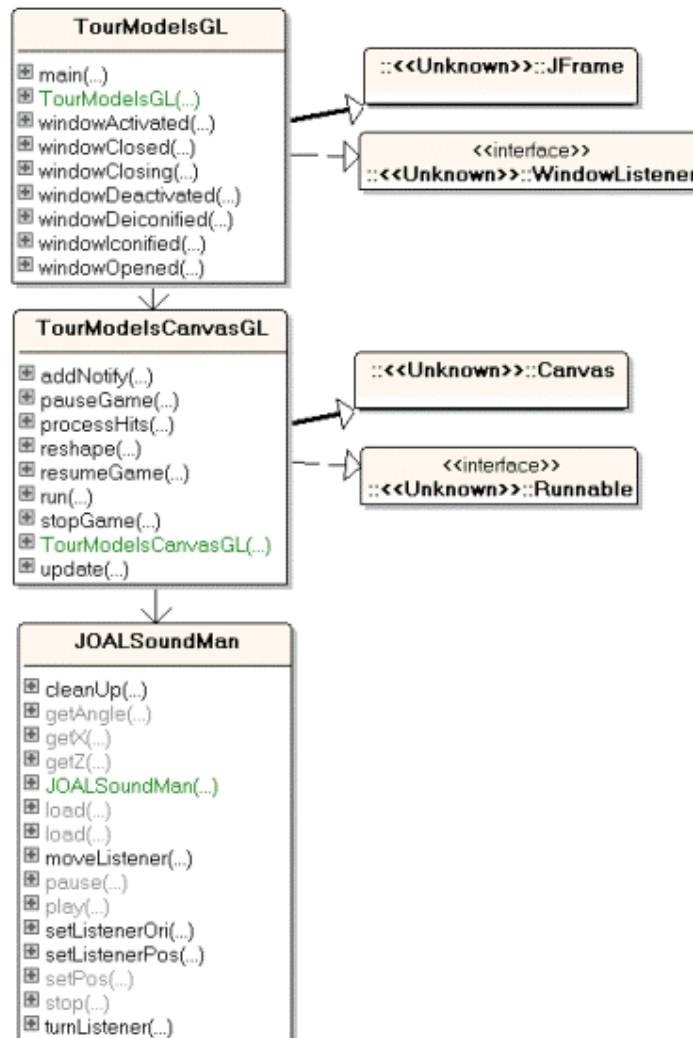 TourModelsGL
main(...)
TourModelsGL(...)
windowActivated(...)
windowClosed(...)
windowClosing(...)
windowDeactivated(...)
windowDeiconified(...)
windowIconified(...)
windowOpened(...)
::<<Unknown>>::JFrame
<<interface>>
::<<Unknown>>::WindowListener
TourModelsCanvasGL
addNotify(...)
pauseGame(...)
processHits(...)
reshape(...)
resumeGame(...)
run(...)
stopGame(...)
TourModelsCanvasGL(...)
update(...)
::<<Unknown>>::Canvas
<<interface>>
::<<Unknown>>::Runnable
JOALSoundMan
cleanUp(...)
getAngle(...)
getX(...)
getZ(...)
JOALSoundMan(...)
load(...)
load(...)
moveListener(...)
pause(...)
play(...)
setListenerOri(...)
setListenerPos(...)
setPos(...)
stop(...)
turnListener(...)